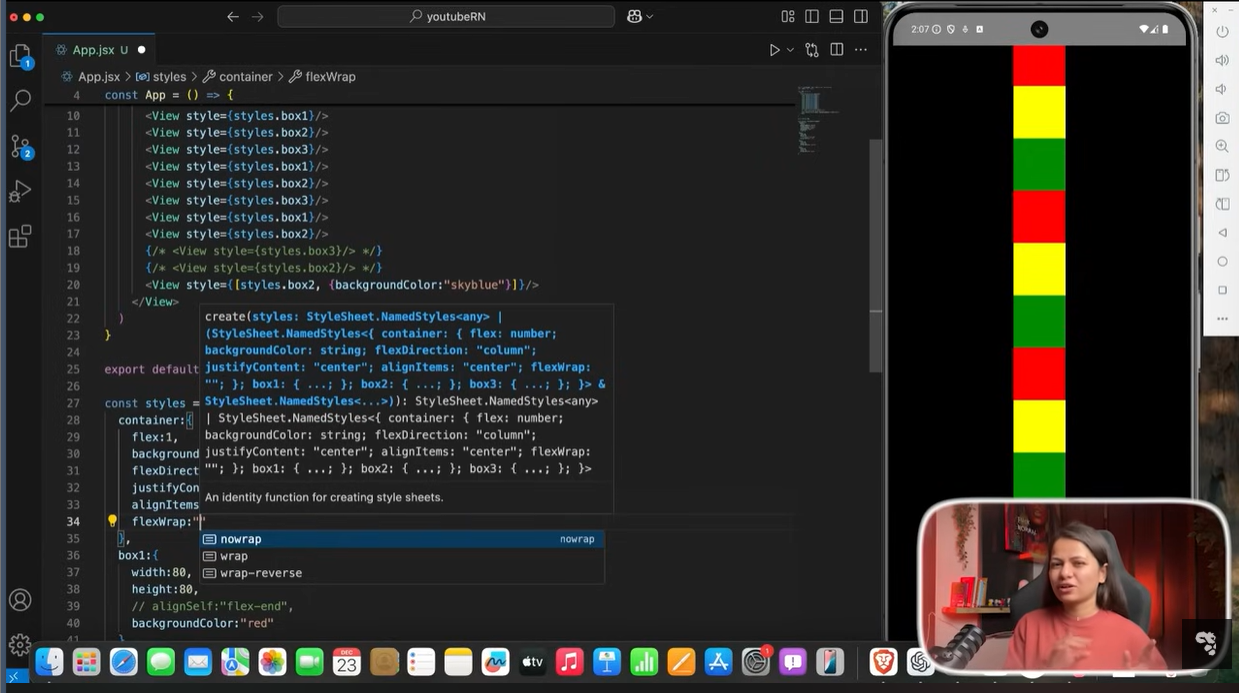 youtubeRN
App.jsx U
App.jsx > styles > container > flexWrap
4 const App = () => {
10 <View style={styles.box1}/>
11 <View style={styles.box2}/>
12 <View style={styles.box3}/>
13 <View style={styles.box1}/>
14 <View style={styles.box2}/>
15 <View style={styles.box3}/>
16 <View style={styles.box1}/>
17 <View style={styles.box2}/>
18 {/* <View style={styles.box3}/> */}
19 {/* <View style={styles.box2}/> */}
20 <View style={[styles.box2, {backgroundColor:"skyblue"}]}/>
21 </View>
22 )
23 }
24
25 export default
26
27 const styles =
28 container:{
29 flex:1,
30 background
31 flexDirect
32 justifyCon
33 alignItems
34 flexWrap:""
35 },
36 box1:{
37 width:80,
38 height:80,
39 // alignSelf:"flex-end",
40 backgroundColor:"red"
41 }
create(styles: StyleSheet.NamedStyles<any> |
(StyleSheet.NamedStyles<{ container: { flex: number;
backgroundColor: string; flexDirection: "column";
justifyContent: "center"; alignItems: "center"; flexWrap:
""; }; box1: { ...; }; box2: { ...; }; box3: { ...; }; }> &
StyleSheet.NamedStyles<...>)): StyleSheet.NamedStyles<any>
| StyleSheet.NamedStyles<{ container: { flex: number;
backgroundColor: string; flexDirection: "column";
justifyContent: "center"; alignItems: "center"; flexWrap:
""; }; box1: { ...; }; box2: { ...; }; box3: { ...; }; }>
An identity function for creating style sheets.
nowrap nowrap
wrap
wrap-reverse
1
2
2:07
DEC
23
tv
1